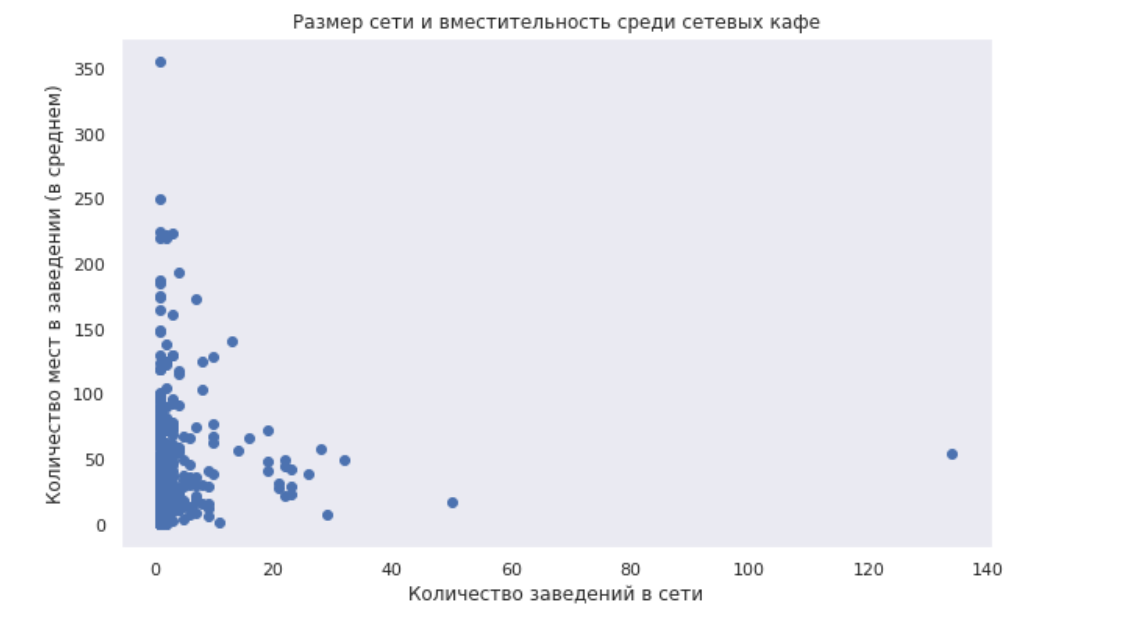 Размер сети и вместительность среди сетевых кафе
Количество мест в заведении (в среднем)
350
300
250
200
150
100
50
0
0 20 40 60 80 100 120 140
Количество заведений в сети